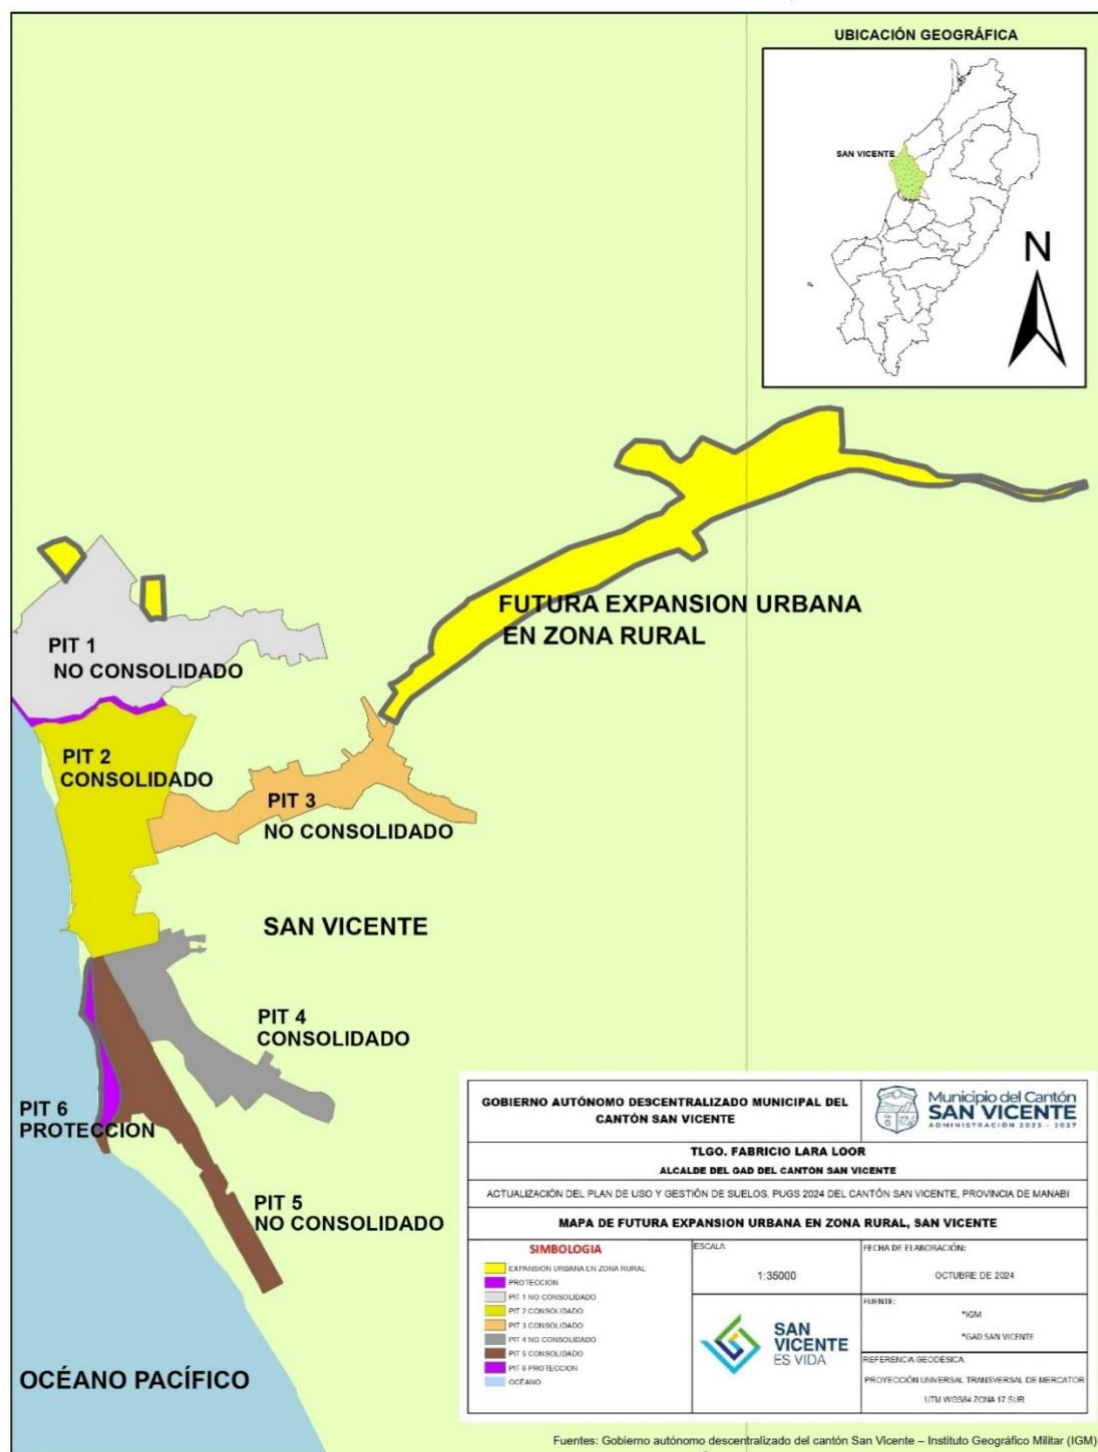 UBICACIÓN GEOGRÁFICA
SAN VICENTE
N
FUTURA EXPANSION URBANA
EN ZONA RURAL
PIT 1
NO CONSOLIDADO
PIT 2
CONSOLIDADO
PIT 3
NO CONSOLIDADO
SAN VICENTE
PIT 4
CONSOLIDADO
PIT 6
PROTECCION
PIT 5
NO CONSOLIDADO
OCÉANO PACÍFICO
GOBIERNO AUTÓNOMO DESCENTRALIZADO MUNICIPAL DEL
CANTÓN SAN VICENTE
Municipio del Cantón
SAN VICENTE
ADMINISTRACIÓN 2023 - 2027
TLGO. FABRICIO LARA LOOR
ALCALDE DEL GAD DEL CANTÓN SAN VICENTE
ACTUALIZACIÓN DEL PLAN DE USO Y GESTIÓN DE SUELOS, PUGS 2024 DEL CANTÓN SAN VICENTE, PROVINCIA DE MANABI
MAPA DE FUTURA EXPANSION URBANA EN ZONA RURAL, SAN VICENTE
SIMBOLOGIA
EXPANSION URBANA EN ZONA RURAL
PROTECCION
PIT 1 NO CONSOLIDADO
PIT 2 CONSOLIDADO
PIT 3 CONSOLIDADO
PIT 4 NO CONSOLIDADO
PIT 5 CONSOLIDADO
PIT 6 PROTECCION
OCÉANO
ESCALA:
1:35000
FECHA DE ELABORACIÓN:
OCTUBRE DE 2024
SAN
VICENTE
ES VIDA
FUENTE:
*IGM
*GAD SAN VICENTE
REFERENCIA GEODÉSICA
PROYECCIÓN UNIVERSAL TRANSVERSAL DE MERCATOR
UTM WGS84 ZONA 17 SUR
Fuentes: Gobierno autónomo descentralizado del cantón San Vicente – Instituto Geográfico Militar (IGM)